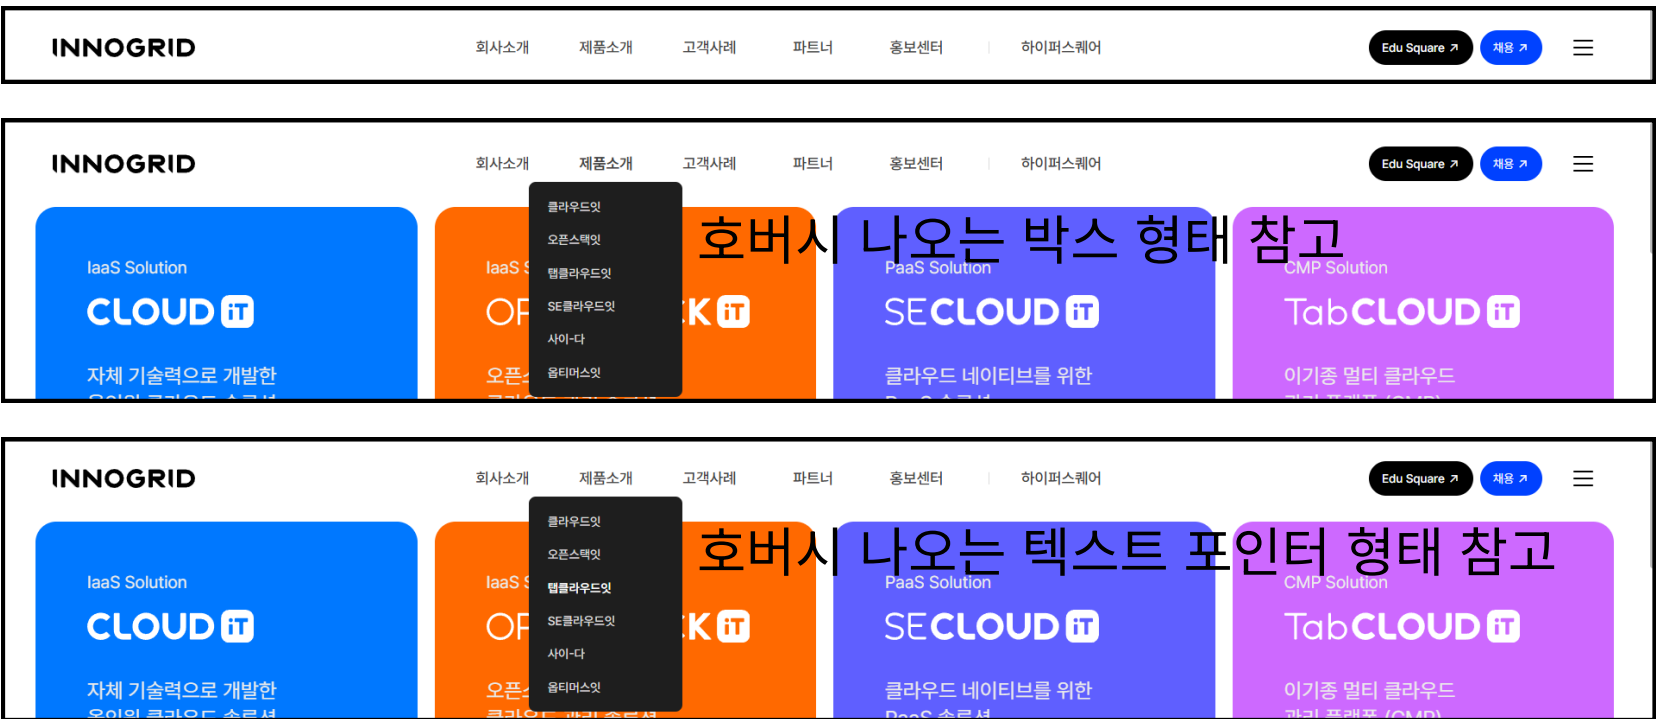 INNOGRID 회사소개 제품소개 고객사례 파트너 홍보센터 하이퍼스퀘어 Edu Square 채용
INNOGRID 회사소개 제품소개 고객사례 파트너 홍보센터 하이퍼스퀘어 Edu Square 채용
클라우드잇
오픈스택잇
탭클라우드잇
SE클라우드잇
사이-다
옵티머스잇
호버시 나오는 박스 형태 참고
IaaS Solution
CLOUD iT
자체 기술력으로 개발한
IaaS
K iT
PaaS Solution
SECLOUD iT
클라우드 네이티브를 위한
CMP Solution
TabCLOUD iT
이기종 멀티 클라우드
INNOGRID 회사소개 제품소개 고객사례 파트너 홍보센터 하이퍼스퀘어 Edu Square 채용
클라우드잇
오픈스택잇
탭클라우드잇
SE클라우드잇
사이-다
옵티머스잇
호버시 나오는 텍스트 포인터 형태 참고
IaaS Solution
CLOUD iT
자체 기술력으로 개발한
IaaS
K iT
PaaS Solution
SECLOUD iT
클라우드 네이티브를 위한
CMP Solution
TabCLOUD iT
이기종 멀티 클라우드